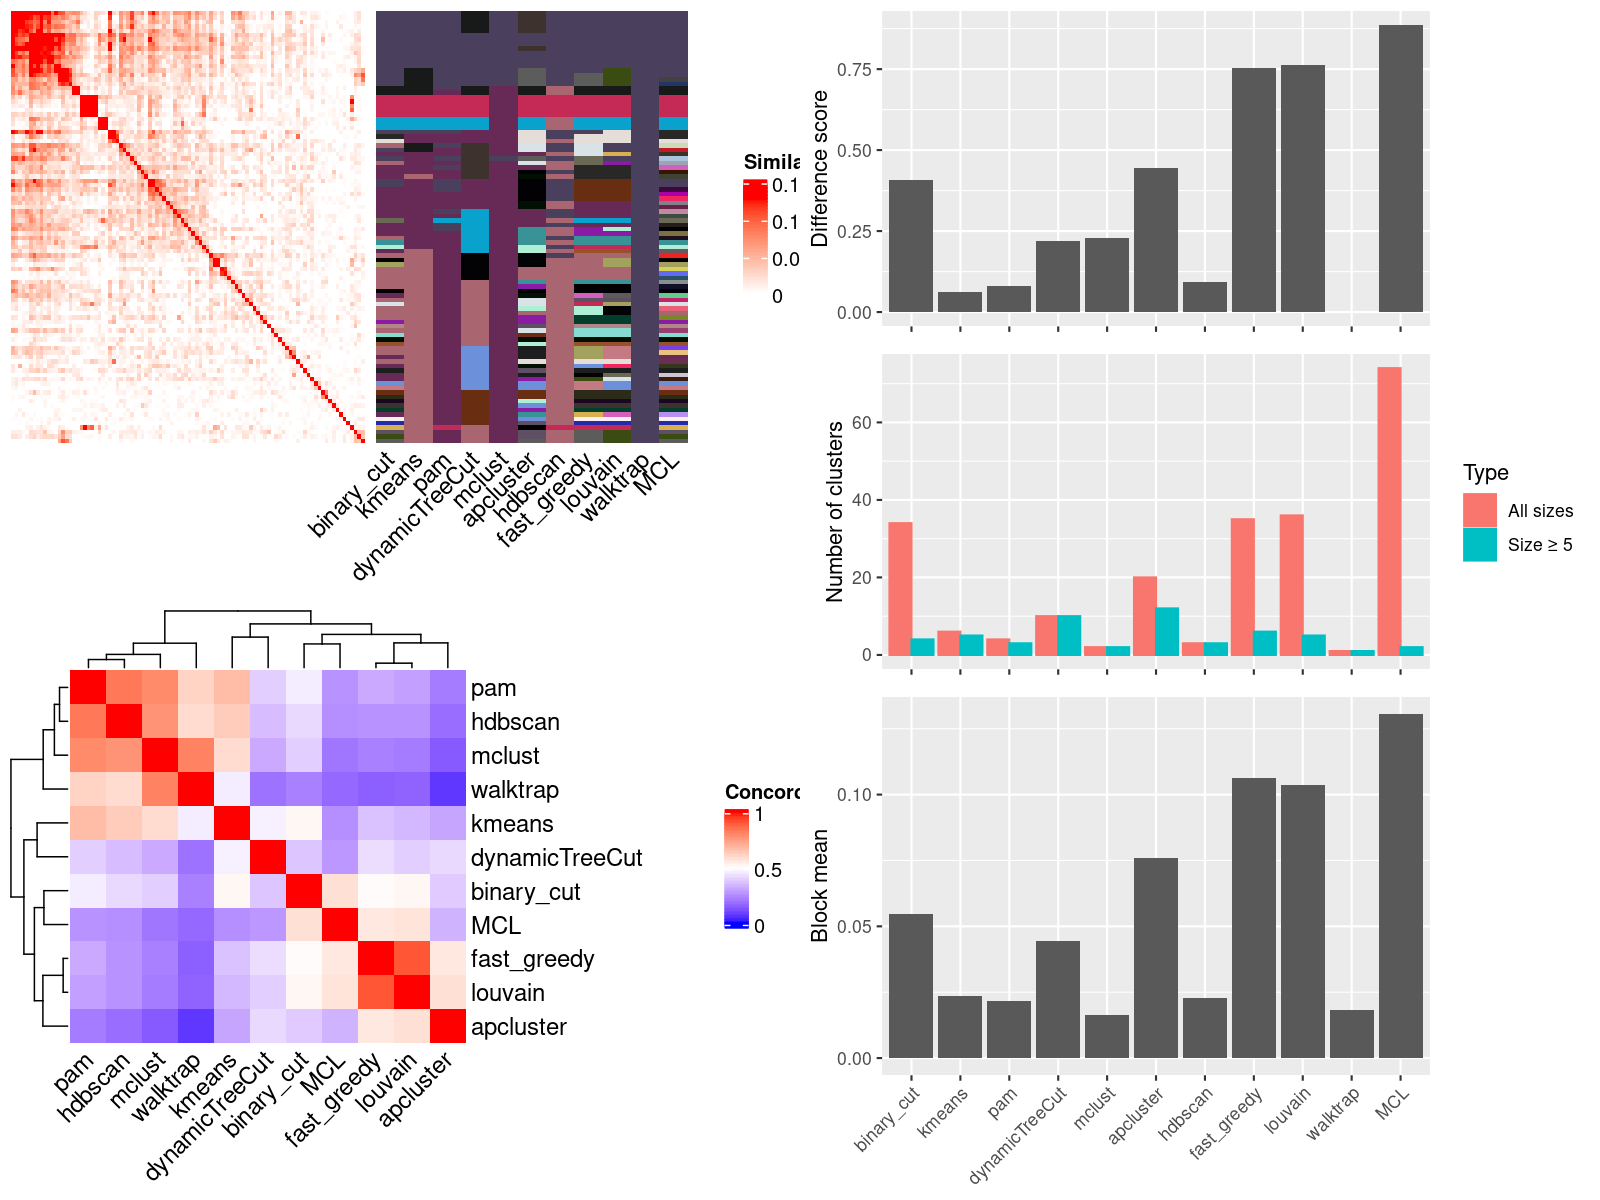 Simila
0.1
0.1
0.0
0
binary_cut
kmeans
pam
dynamicTreeCut
mclust
apcluster
hdbscan
fast_greedy
louvain
walktrap
MCL
pam
hdbscan
mclust
walktrap
kmeans
dynamicTreeCut
binary_cut
MCL
fast_greedy
louvain
apcluster
Concord
1
0.5
0
pam
hdbscan
mclust
walktrap
kmeans
dynamicTreeCut
binary_cut
MCL
fast_greedy
louvain
apcluster
Difference score
0.75
0.50
0.25
0.00
Number of clusters
60
40
20
0
Type
All sizes
Size ≥ 5
Block mean
0.10
0.05
0.00
binary_cut
kmeans
pam
dynamicTreeCut
mclust
apcluster
hdbscan
fast_greedy
louvain
walktrap
MCL